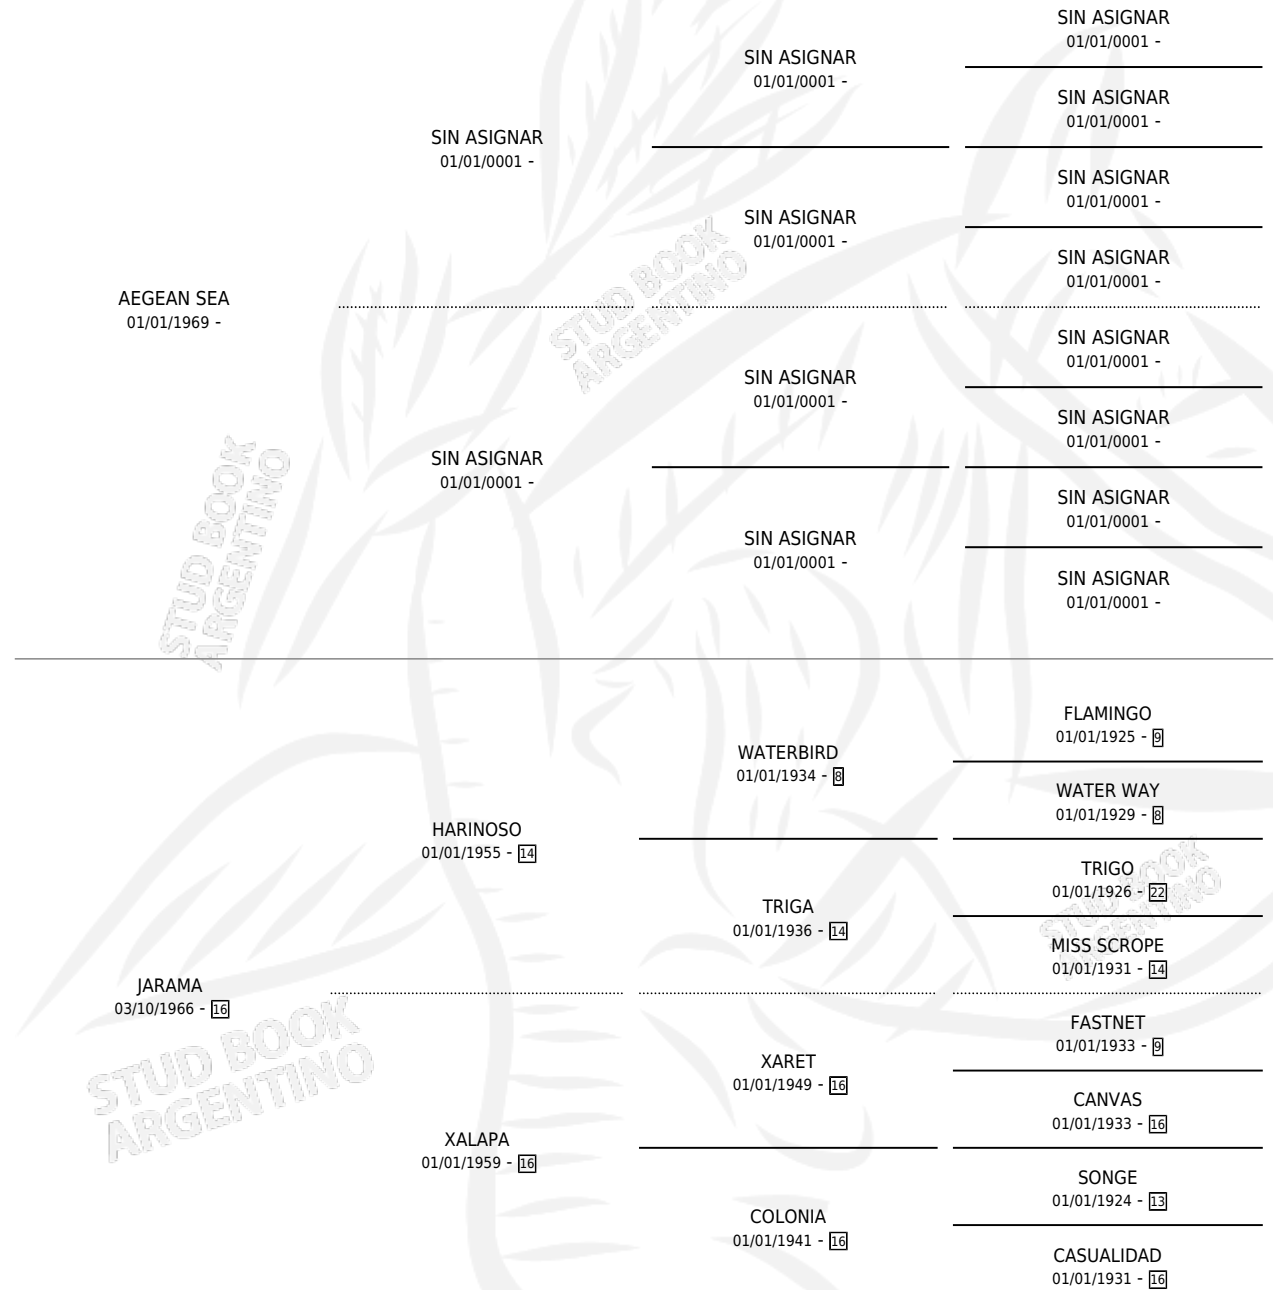 SIN ASIGNAR
01/01/0001 -
SIN ASIGNAR
01/01/0001 -
SIN ASIGNAR
01/01/0001 -
SIN ASIGNAR
01/01/0001 -
SIN ASIGNAR
01/01/0001 -
SIN ASIGNAR
01/01/0001 -
SIN ASIGNAR
01/01/0001 -
STUD BOOK
ARGENTINO
AEGEAN SEA
01/01/1969 -
SIN ASIGNAR
01/01/0001 -
SIN ASIGNAR
01/01/0001 -
SIN ASIGNAR
01/01/0001 -
SIN ASIGNAR
01/01/0001 -
SIN ASIGNAR
01/01/0001 -
SIN ASIGNAR
01/01/0001 -
SIN ASIGNAR
01/01/0001 -
STUD BOOK
ARGENTINO
FLAMINGO
01/01/1925 - 9
WATERBIRD
01/01/1934 - 8
WATER WAY
01/01/1929 - 8
HARINOSO
01/01/1955 - 14
TRIGO
01/01/1926 - 22
TRIGA
01/01/1936 - 14
STUD BOOK
ARGENTINO
MISS SCROPE
01/01/1931 - 14
JARAMA
03/10/1966 - 16
FASTNET
01/01/1933 - 9
XARET
01/01/1949 - 16
STUD BOOK
ARGENTINO
CANVAS
01/01/1933 - 16
XALAPA
01/01/1959 - 16
SONGE
01/01/1924 - 13
COLONIA
01/01/1941 - 16
CASUALIDAD
01/01/1931 - 16